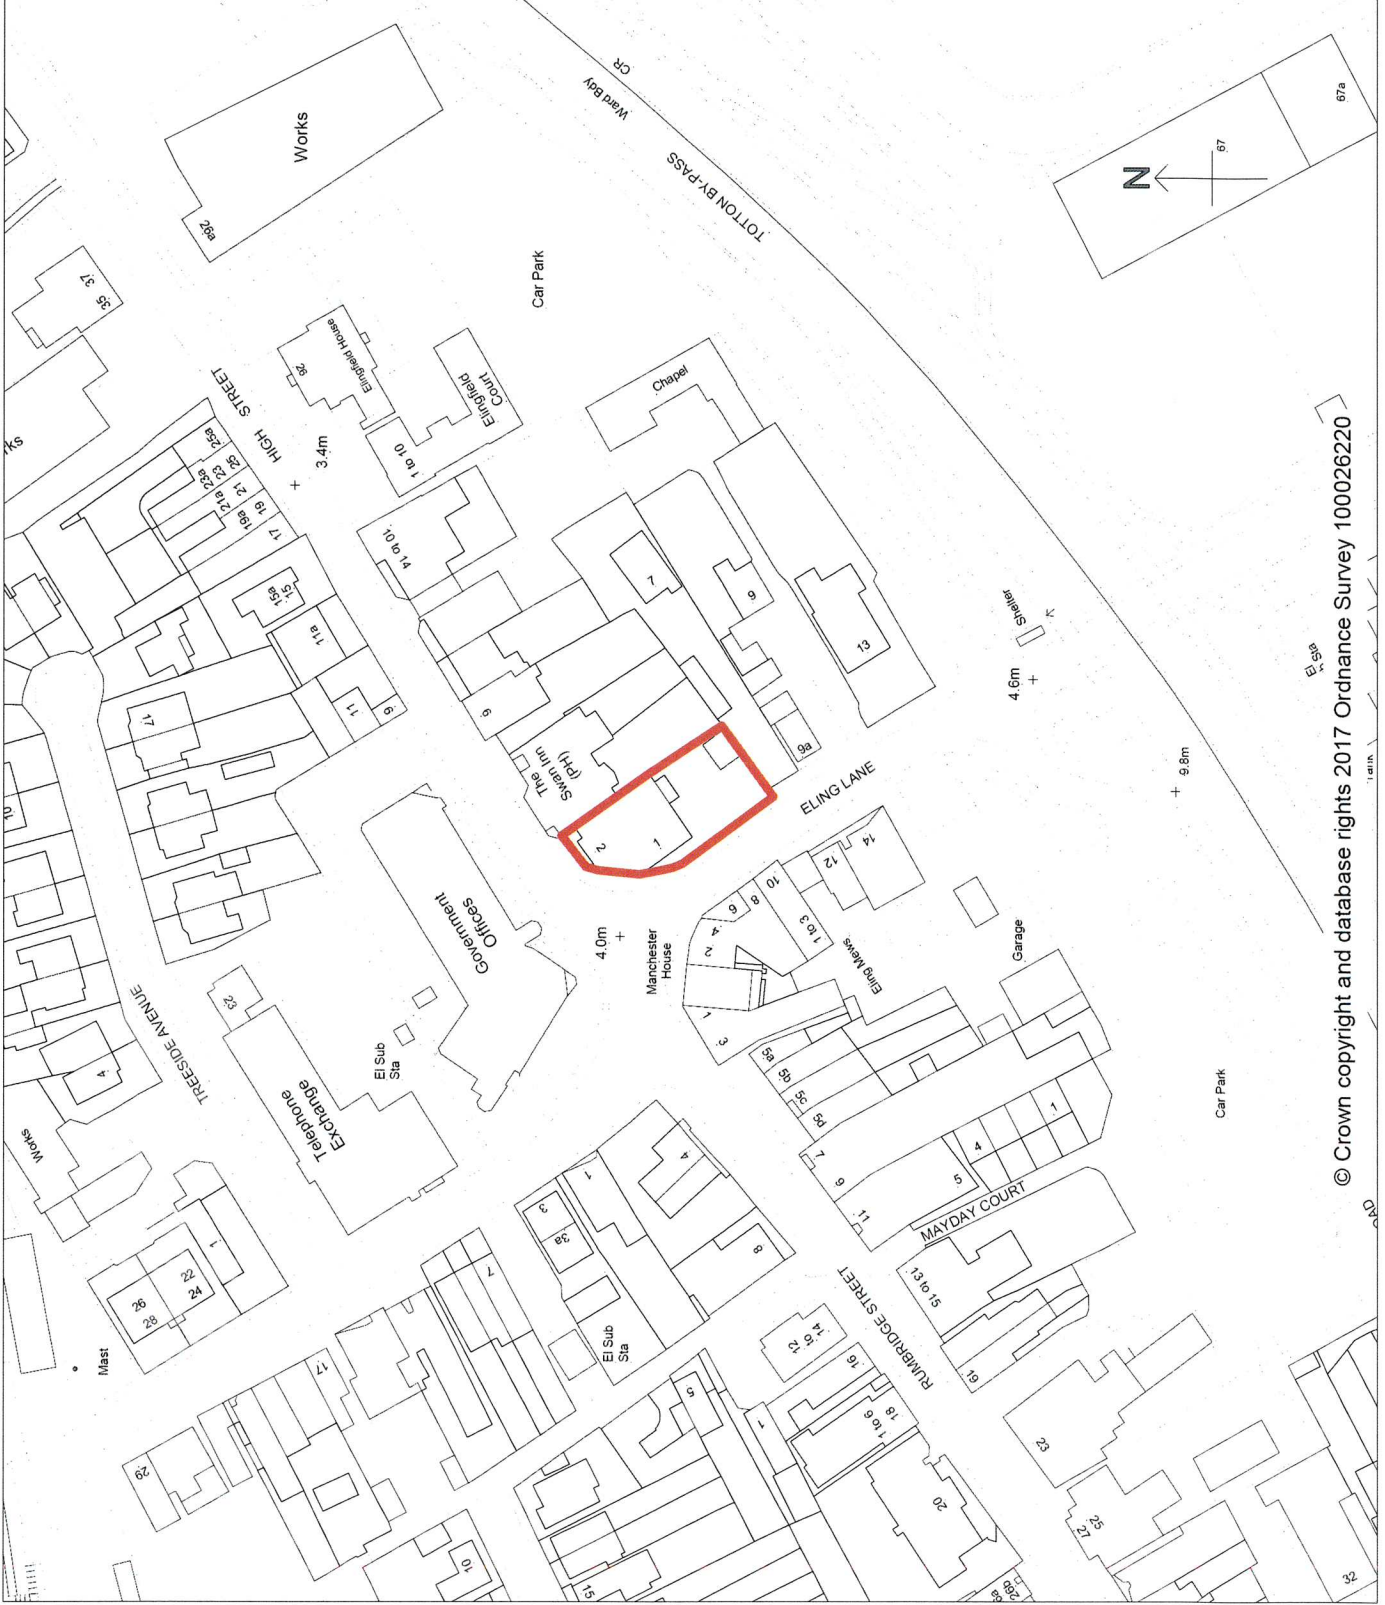 Works
29a
CR
Ward Bdy
TOTTON BY-PASS
67a
67
N
35 37
rks
HIGH STREET
3.4m
26
Elingfield House
Elingfield
Court
1 to 10
Car Park
Chapel
25a
25
23a
23
21a
21
19a
19
17
15a
15
11a
11
9
17
10 to 14
9
7
9
13
9a
The
Swan Inn
(PH)
2
1
ELING LANE
Shelter
4.6m
9.8m
El Sta
Tank
Government
Offices
4.0m
Manchester
House
2
4
6
8
10
12
14
1 to 3
Eling Mews
Garage
1
3
5a
5b
5c
5d
7
9
11
TREESIDE AVENUE
23
4
Works
Telephone
Exchange
El Sub
Sta
1
22
24
26
28
Mast
29
17
7
3
3a
1
4
8
El Sub
Sta
5
1
12 to 14
16
RUMBRIDGE STREET
18
1 to 6
20
13 to 15
19
MAYDAY COURT
5
4
1
Car Park
23
25
27
32
26b
15
10
© Crown copyright and database rights 2017 Ordnance Survey 100026220